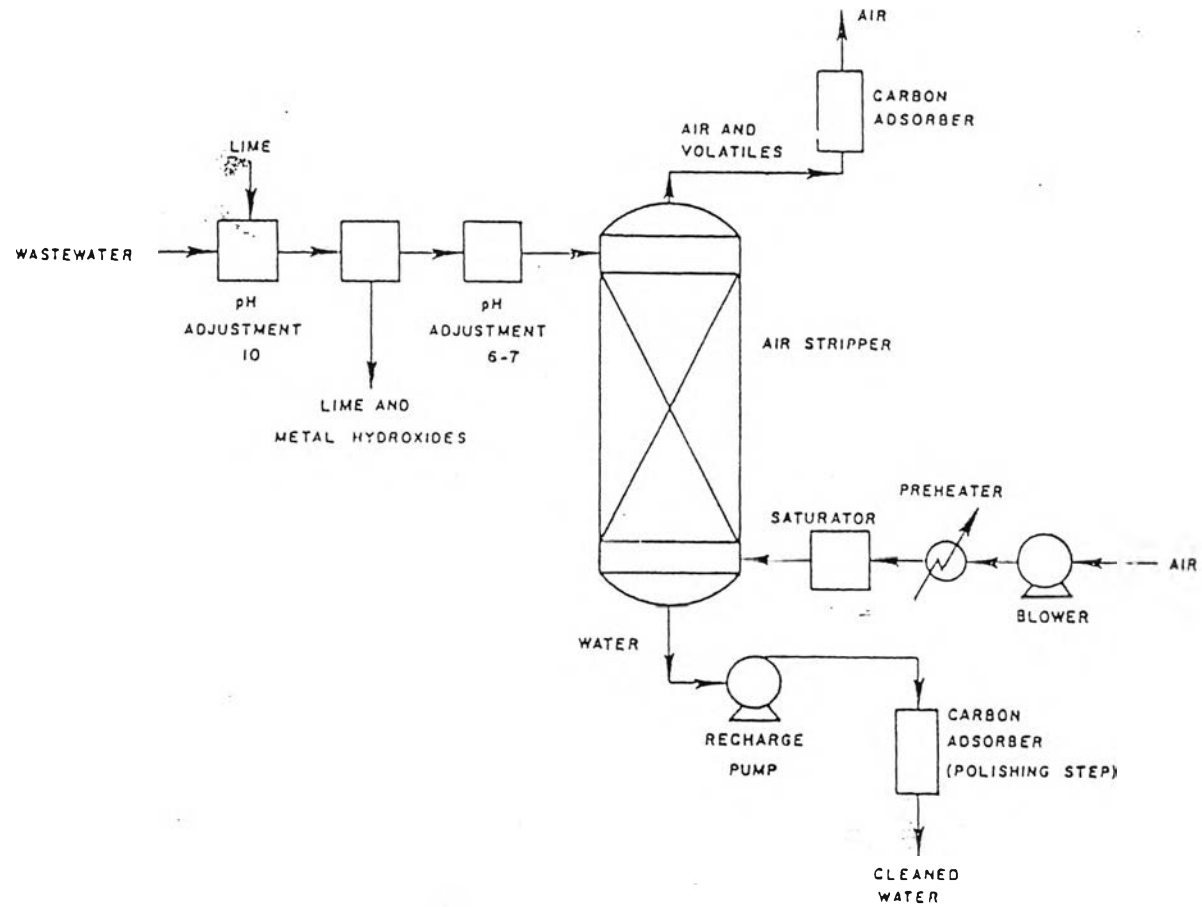 AIR
CARBON
ADSORBER
AIR AND
VOLATILES
LIME
WASTEWATER
pH
ADJUSTMENT
10
pH
ADJUSTMENT
6-7
LIME AND
METAL HYDROXIDES
AIR STRIPPER
PREHEATER
SATURATOR
AIR
BLOWER
WATER
RECHARGE
PUMP
CARBON
ADSORBER
(POLISHING STEP)
CLEANED
WATER